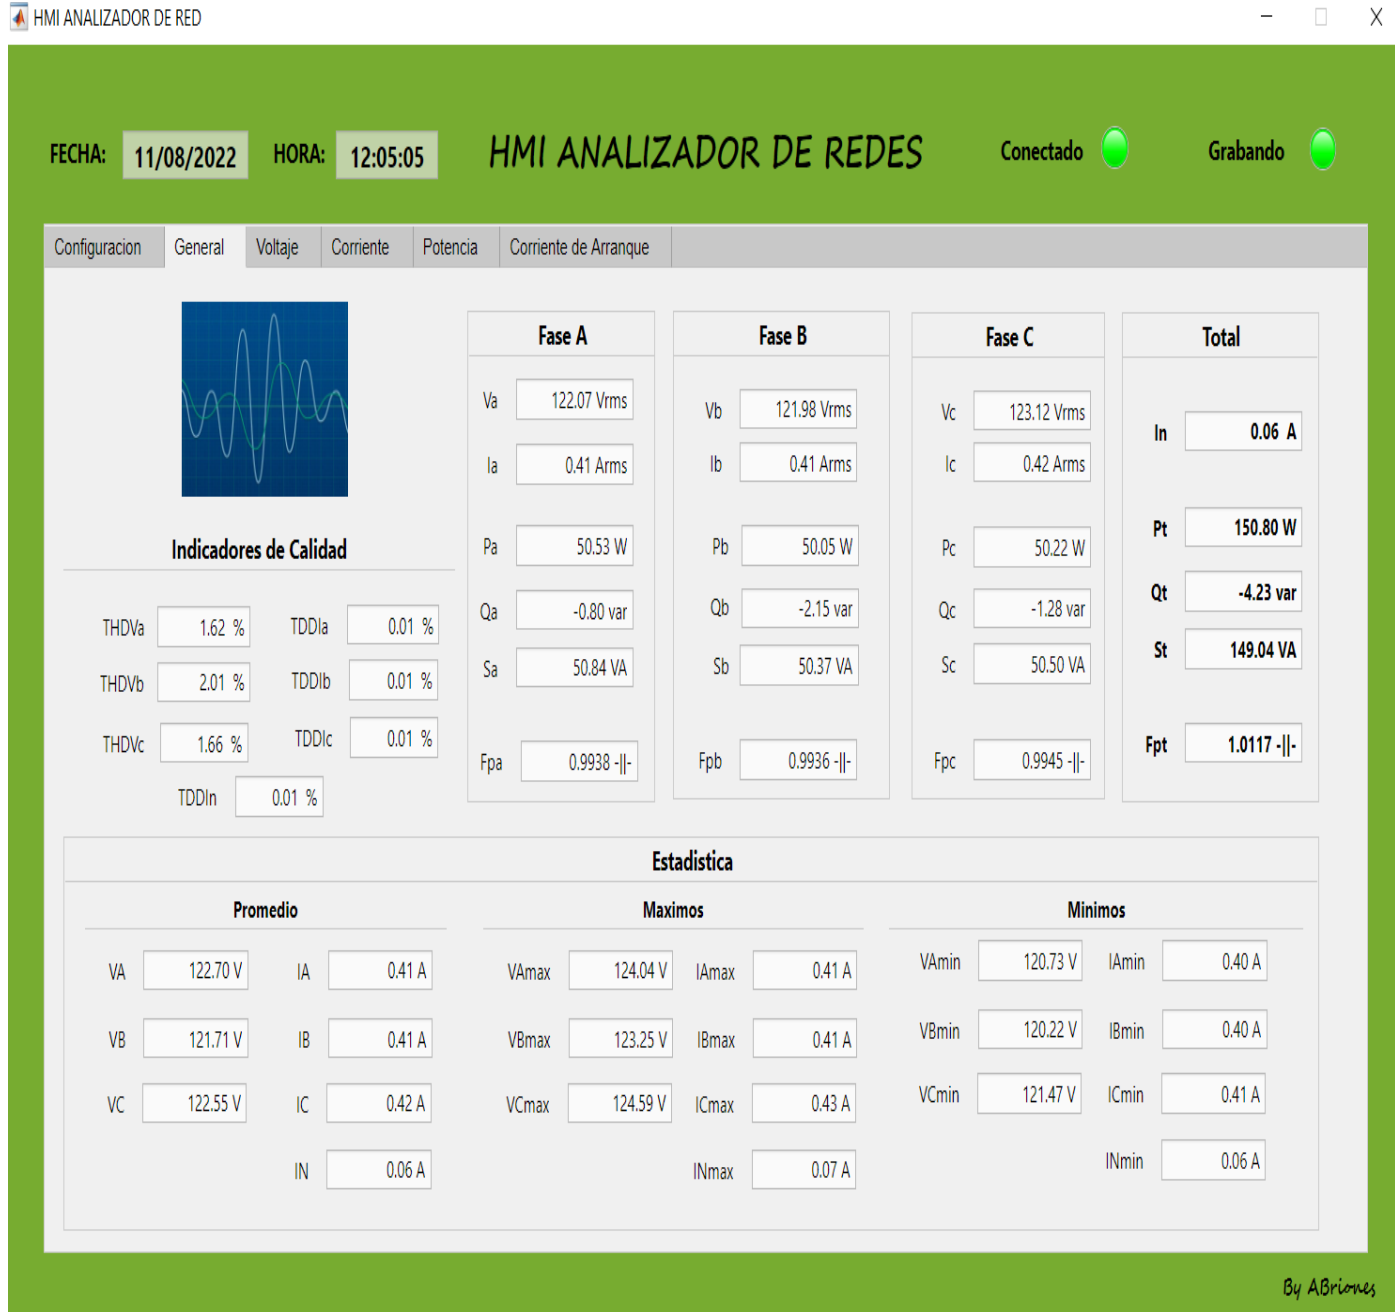 HMI ANALIZADOR DE RED
FECHA: 11/08/2022 HORA: 12:05:05 HMI ANALIZADOR DE REDES Conectado Grabando
Configuracion General Voltaje Corriente Potencia Corriente de Arranque
Fase A Fase B Fase C Total
Va 122.07 Vrms Vb 121.98 Vrms Vc 123.12 Vrms In 0.06 A
Ia 0.41 Arms Ib 0.41 Arms Ic 0.42 Arms
Indicadores de Calidad
Pa 50.53 W Pb 50.05 W Pc 50.22 W Pt 150.80 W
Qa -0.80 var Qb -2.15 var Qc -1.28 var Qt -4.23 var
THDVa 1.62 % TDDIa 0.01 %
Sa 50.84 VA Sb 50.37 VA Sc 50.50 VA St 149.04 VA
THDVb 2.01 % TDDIb 0.01 %
THDVc 1.66 % TDDIc 0.01 %
Fpa 0.9938 -||- Fpb 0.9936 -||- Fpc 0.9945 -||- Fpt 1.0117 -||-
TDDIn 0.01 %
Estadistica
Promedio Maximos Minimos
VA 122.70 V IA 0.41 A VAmax 124.04 V IAmax 0.41 A VAmin 120.73 V IAmin 0.40 A
VB 121.71 V IB 0.41 A VBmax 123.25 V IBmax 0.41 A VBmin 120.22 V IBmin 0.40 A
VC 122.55 V IC 0.42 A VCmax 124.59 V ICmax 0.43 A VCmin 121.47 V ICmin 0.41 A
IN 0.06 A INmax 0.07 A INmin 0.06 A
By ABriones